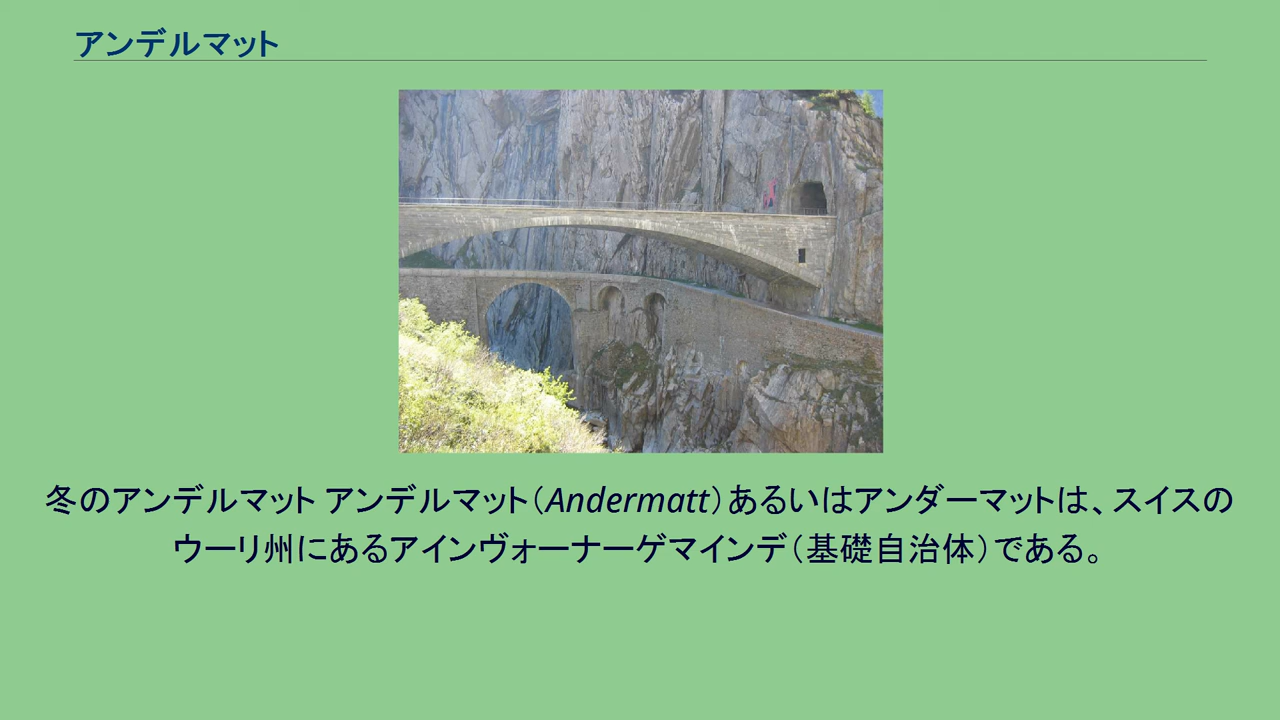 アンデルマット
冬のアンデルマット アンデルマット（Andermatt）あるいはアンダーマットは、スイスの
ウーリ州にあるアインヴォーナーゲマインデ（基礎自治体）である。